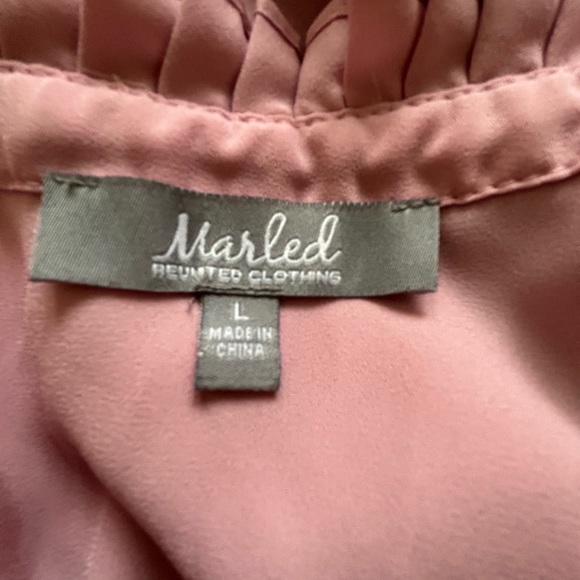 Marled
REUNITED CLOTHING
L
MADE IN
CHINA